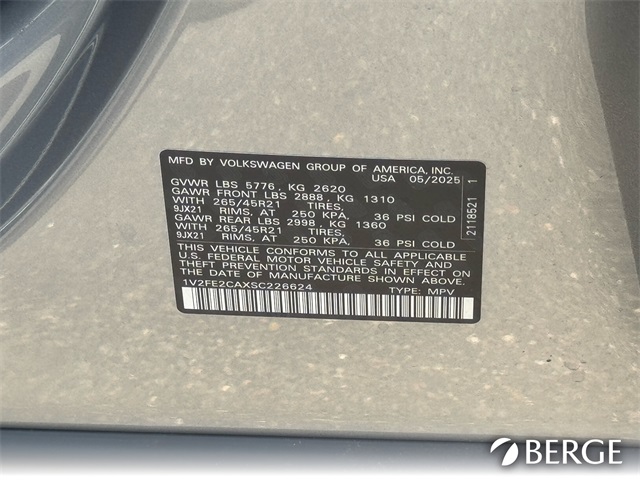 MFD BY VOLKSWAGEN GROUP OF AMERICA, INC.
USA 05/2025
GVWR LBS 5776, KG 2620
GAWR FRONT LBS 2888, KG 1310
WITH 265/45R21 TIRES,
9JX21 RIMS, AT 250 KPA, 36 PSI COLD
GAWR REAR LBS 2998, KG 1360
WITH 265/45R21 TIRES,
9JX21 RIMS, AT 250 KPA, 36 PSI COLD
2118521 1
THIS VEHICLE CONFORMS TO ALL APPLICABLE
U.S. FEDERAL MOTOR VEHICLE SAFETY AND
THEFT PREVENTION STANDARDS IN EFFECT ON
THE DATE OF MANUFACTURE SHOWN ABOVE.
1V2FE2CAXSC226624 TYPE: MPV
BERGE